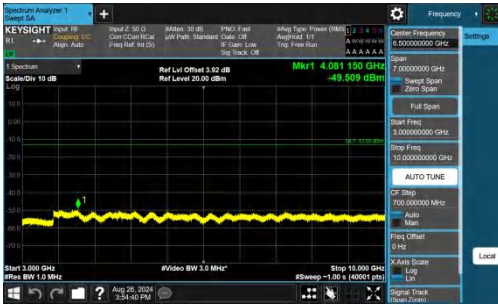 Spectrum Analyzer 1
Swept SA
Frequency
KEYSIGHT
Input: RF
Coupling: DC
Align: Auto
Input Z: 50 Ω
Corr CCorr RCal
Freq Ref: Int (S)
#Atten: 30 dB
µW Path: Standard
PNO: Fast
Gate: Off
IF Gain: Low
Sig Track: Off
#Avg Type: Power (RMS)
Avg|Hold: 1/1
Trig: Free Run
1 2 3 4 5 6
A W W W W W
A A A A A A
1 Spectrum
Scale/Div 10 dB
Log
Ref Lvl Offset 3.92 dB
Ref Level 20.00 dBm
Mkr1 4.081 150 GHz
-49.509 dBm
10.0
0.00
-10.0
-20.0
-30.0
-40.0
-50.0
-60.0
-70.0
1
Start 3.000 GHz
#Res BW 1.0 MHz
#Video BW 3.0 MHz*
Stop 10.000 GHz
#Sweep ~1.00 s (40001 pts)
Center Frequency
6.500000000 GHz
Settings
Span
7.00000000 GHz
Swept Span
Zero Span
Full Span
Start Freq
3.000000000 GHz
Stop Freq
10.000000000 GHz
AUTO TUNE
CF Step
700.000000 MHz
Auto
Man
Freq Offset
0 Hz
X Axis Scale
Log
Lin
Local
Signal Track
(Span Zoom)
Aug 26, 2024
3:54:40 PM